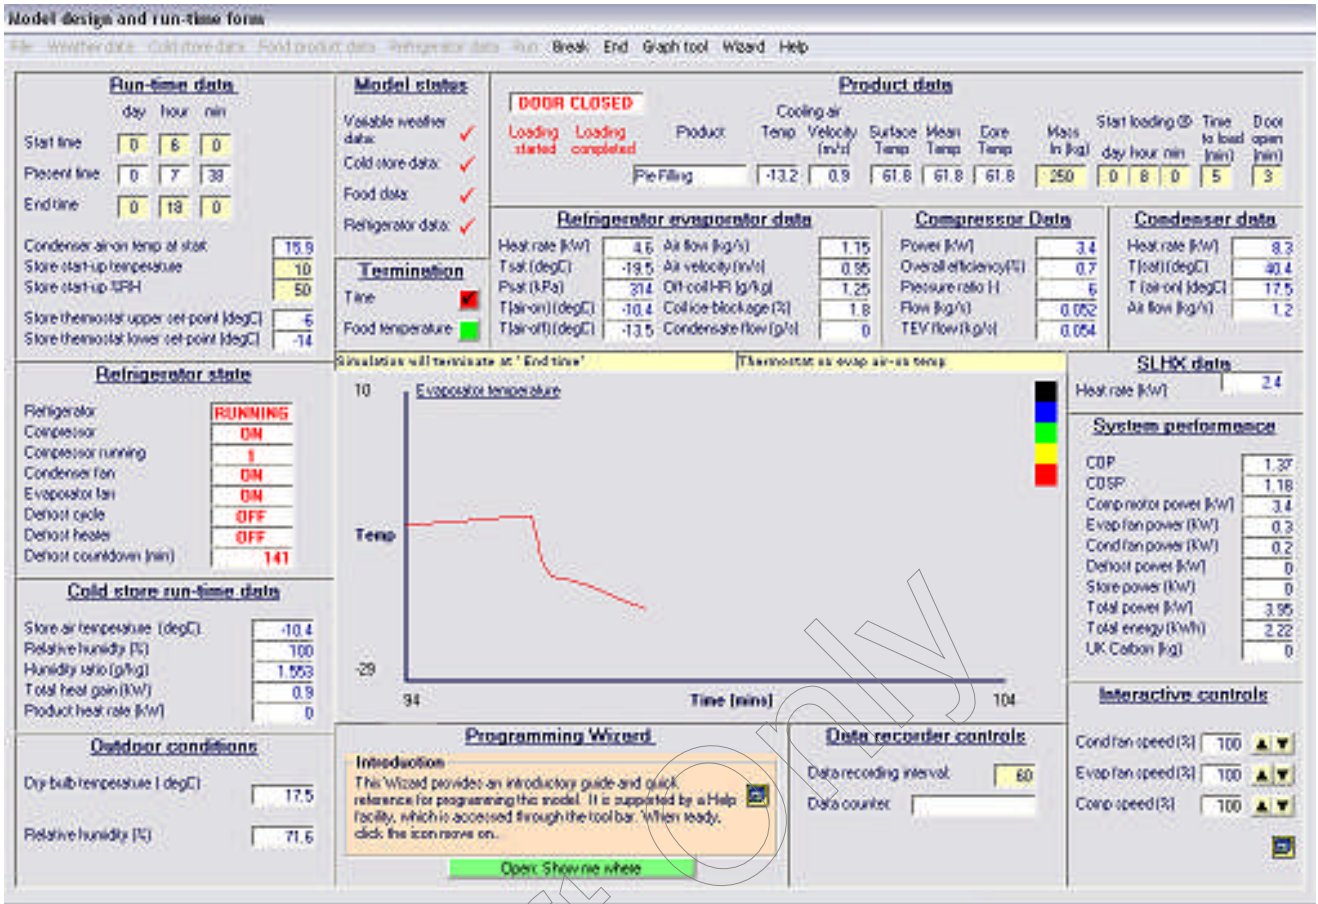 Model design and run-time form
File Weather data Cold store data Food product data Refrigerator data Run Break End Graph tool Wizard Help
Run-time data
day hour min
Start time 0 6 0
Present time 0 7 38
End time 0 18 0
Condenser air-on temp at start 15.9
Store start-up temperature 10
Store start-up %RH 50
Store thermostat upper set-point (degC) -6
Store thermostat lower set-point (degC) -14
Model status
Variable weather
data: ✓
Cold store data: ✓
Food data: ✓
Refrigerator data: ✓
Termination
Time
Food temperature
Product data
DOOR CLOSED
Loading started
Loading completed
Product
Cooling air
Temp Velocity (m/s)
Surface Temp
Mean Temp
Core Temp
Mass In (kg)
Start loading @
day hour min
Time to load (min)
Door open (min)
Pie Filling -13.2 0.9 61.8 61.8 61.8 250 0 8 0 5 3
Refrigerator evaporator data
Heat rate (kW) 4.6 Air flow (kg/s) 1.15
Tsat (degC) -19.5 Air velocity (m/s) 0.95
Psat (kPa) 314 Off-coil HR (g/kg) 1.25
T(air-on) (degC) -10.4 Coil ice-blockage (%) 1.8
T(air-off) (degC) -13.5 Condensate flow (g/s) 0
Compressor Data
Power (kW) 3.4
Overall efficiency(%) 0.7
Pressure ratio (-) 6
Flow (kg/s) 0.052
TEV flow (kg/s) 0.054
Condenser data
Heat rate (kW) 8.3
T(sat) (degC) 40.4
T (air-on) (degC) 17.5
Air flow (kg/s) 1.2
Simulation will terminate at 'End time'
Thermostat on evap air-on temp
Refrigerator state
Refrigerator RUNNING
Compressor ON
Compressor running 1
Condenser fan ON
Evaporator fan ON
Defrost cycle OFF
Defrost heater OFF
Defrost countdown (min) 141
10
Evaporator temperature
Temp
-29
94
Time (mins)
104
SLHX data
Heat rate (kW) 2.4
System performance
COP 1.37
COSP 1.18
Comp motor power (kW) 3.4
Evap fan power (kW) 0.3
Cond fan power (kW) 0.2
Defrost power (kW) 0
Store power (kW) 0
Total power (kW) 3.95
Total energy (kWh) 2.22
UK Carbon (kg) 0
Cold store run-time data
Store air temperature (degC) -10.4
Relative humidty (%) 100
Humidity ratio (g/kg) 1.553
Total heat gain (kW) 0.9
Product heat rate (kW) 0
Outdoor conditions
Dry bulb temperature (degC) 17.5
Relative humidity (%) 71.6
Programming Wizard
Introduction
This Wizard provides an introductory guide and quick
reference for programming this model. It is supported by a Help
facility, which is accessed through the tool bar. When ready,
click the icon move on..
Open: Show me where
Data recorder controls
Data recording interval: 60
Data counter:
Interactive controls
Cond fan speed (%) 100
Evap fan speed (%) 100
Comp speed (%) 100
Only